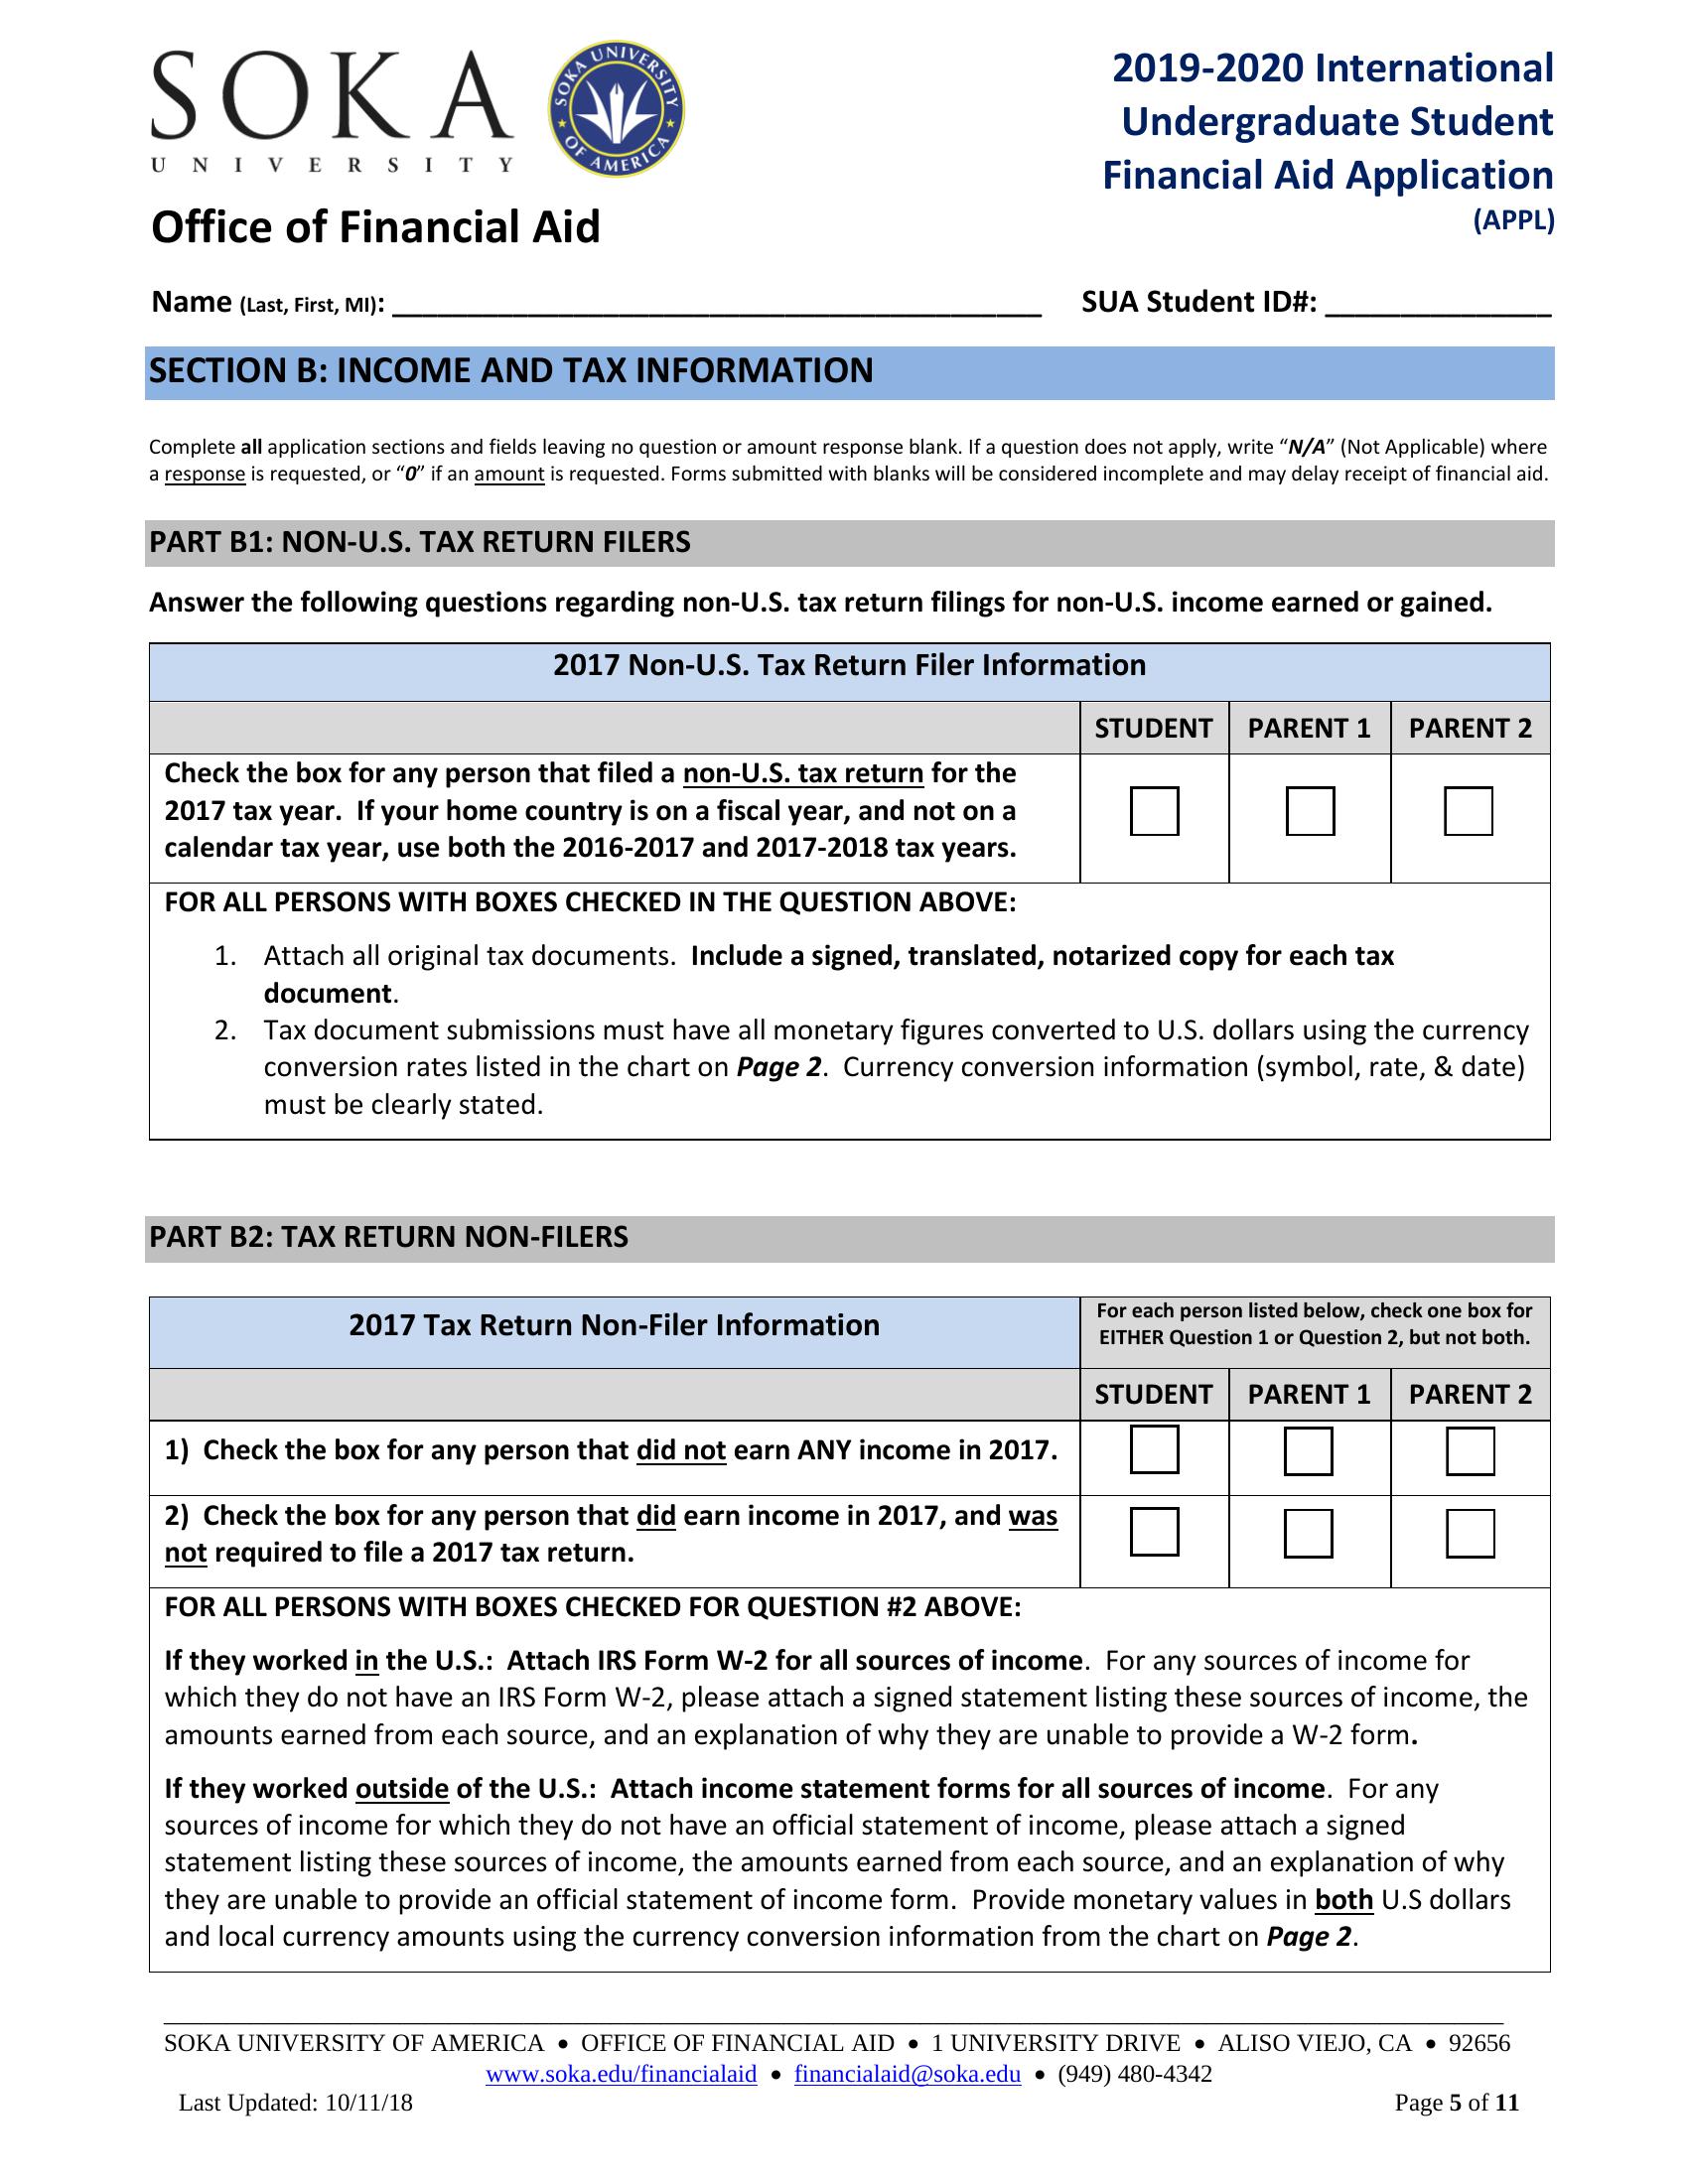 SOKA
UNIVERSITY
SOKA UNIVERSITY OF AMERICA
2019-2020 International
Undergraduate Student
Financial Aid Application
(APPL)
Office of Financial Aid
Name (Last, First, MI): ____________________ SUA Student ID#: ____________________
SECTION B: INCOME AND TAX INFORMATION
Complete all application sections and fields leaving no question or amount response blank. If a question does not apply, write “N/A” (Not Applicable) where
a response is requested, or “0” if an amount is requested. Forms submitted with blanks will be considered incomplete and may delay receipt of financial aid.
PART B1: NON-U.S. TAX RETURN FILERS
Answer the following questions regarding non-U.S. tax return filings for non-U.S. income earned or gained.
2017 Non-U.S. Tax Return Filer Information
STUDENT PARENT 1 PARENT 2
Check the box for any person that filed a non-U.S. tax return for the
2017 tax year. If your home country is on a fiscal year, and not on a
calendar tax year, use both the 2016-2017 and 2017-2018 tax years.
FOR ALL PERSONS WITH BOXES CHECKED IN THE QUESTION ABOVE:
1. Attach all original tax documents. Include a signed, translated, notarized copy for each tax
document.
2. Tax document submissions must have all monetary figures converted to U.S. dollars using the currency
conversion rates listed in the chart on Page 2. Currency conversion information (symbol, rate, & date)
must be clearly stated.
PART B2: TAX RETURN NON-FILERS
2017 Tax Return Non-Filer Information
For each person listed below, check one box for
EITHER Question 1 or Question 2, but not both.
STUDENT PARENT 1 PARENT 2
1) Check the box for any person that did not earn ANY income in 2017.
2) Check the box for any person that did earn income in 2017, and was
not required to file a 2017 tax return.
FOR ALL PERSONS WITH BOXES CHECKED FOR QUESTION #2 ABOVE:
If they worked in the U.S.: Attach IRS Form W-2 for all sources of income. For any sources of income for
which they do not have an IRS Form W-2, please attach a signed statement listing these sources of income, the
amounts earned from each source, and an explanation of why they are unable to provide a W-2 form.
If they worked outside of the U.S.: Attach income statement forms for all sources of income. For any
sources of income for which they do not have an official statement of income, please attach a signed
statement listing these sources of income, the amounts earned from each source, and an explanation of why
they are unable to provide an official statement of income form. Provide monetary values in both U.S dollars
and local currency amounts using the currency conversion information from the chart on Page 2.
SOKA UNIVERSITY OF AMERICA • OFFICE OF FINANCIAL AID • 1 UNIVERSITY DRIVE • ALISO VIEJO, CA • 92656
www.soka.edu/financialaid • financialaid@soka.edu • (949) 480-4342
Last Updated: 10/11/18 Page 5 of 11